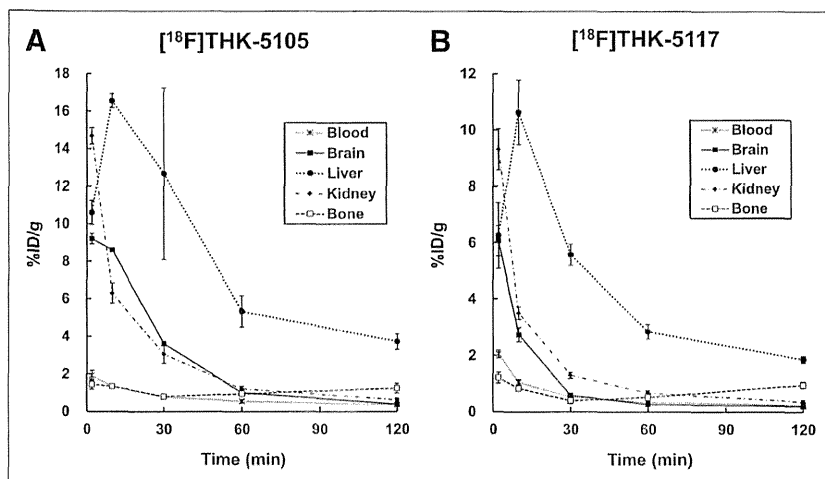 A
[18F]THK-5105
18
16
14
12
10
8
6
4
2
0
%ID/g
0
30
60
90
120
Time (min)
Blood
Brain
Liver
Kidney
Bone
B
[18F]THK-5117
12
10
8
6
4
2
0
%ID/g
0
30
60
90
120
Time (min)
Blood
Brain
Liver
Kidney
Bone